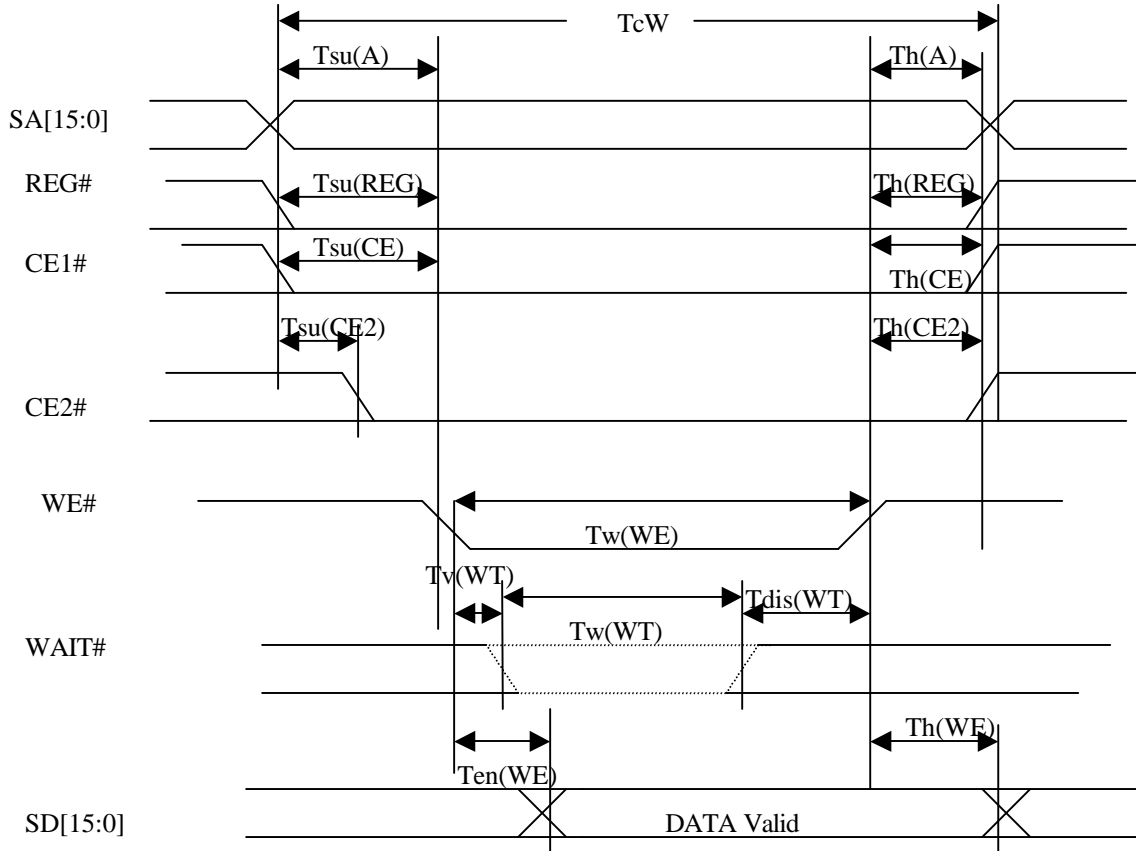 TcW
Tsu(A)
Th(A)
SA[15:0]
REG#
Tsu(REG)
Th(REG)
CE1#
Tsu(CE)
Th(CE)
Tsu(CE2)
Th(CE2)
CE2#
WE#
Tw(WE)
Tv(WT)
Tdis(WT)
Tw(WT)
WAIT#
Th(WE)
Ten(WE)
SD[15:0]
DATA Valid